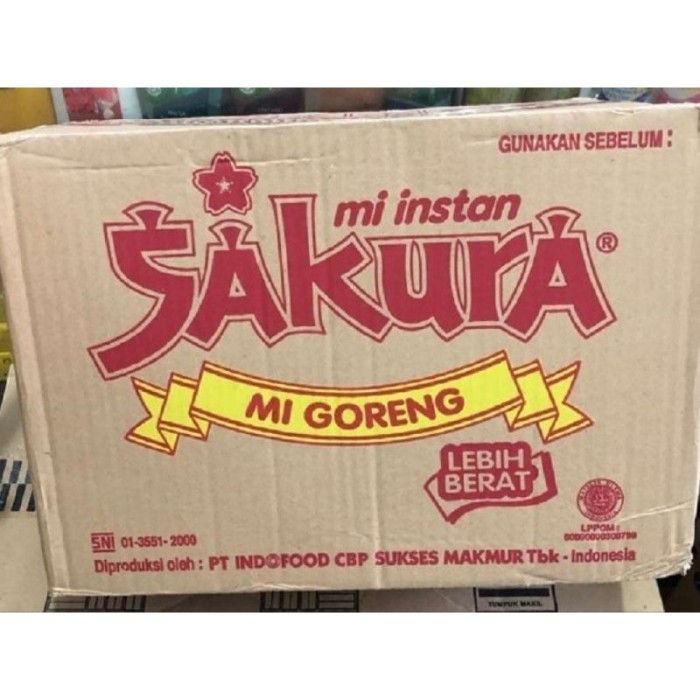 GUNAKAN SEBELUM :
mi instan
SAKURA®
MI GORENG
LEBIH
BERAT
LPPOM :
SNI 01-3551-2000
Diproduksi oleh : PT INDOFOOD CBP SUKSES MAKMUR Tbk - Indonesia